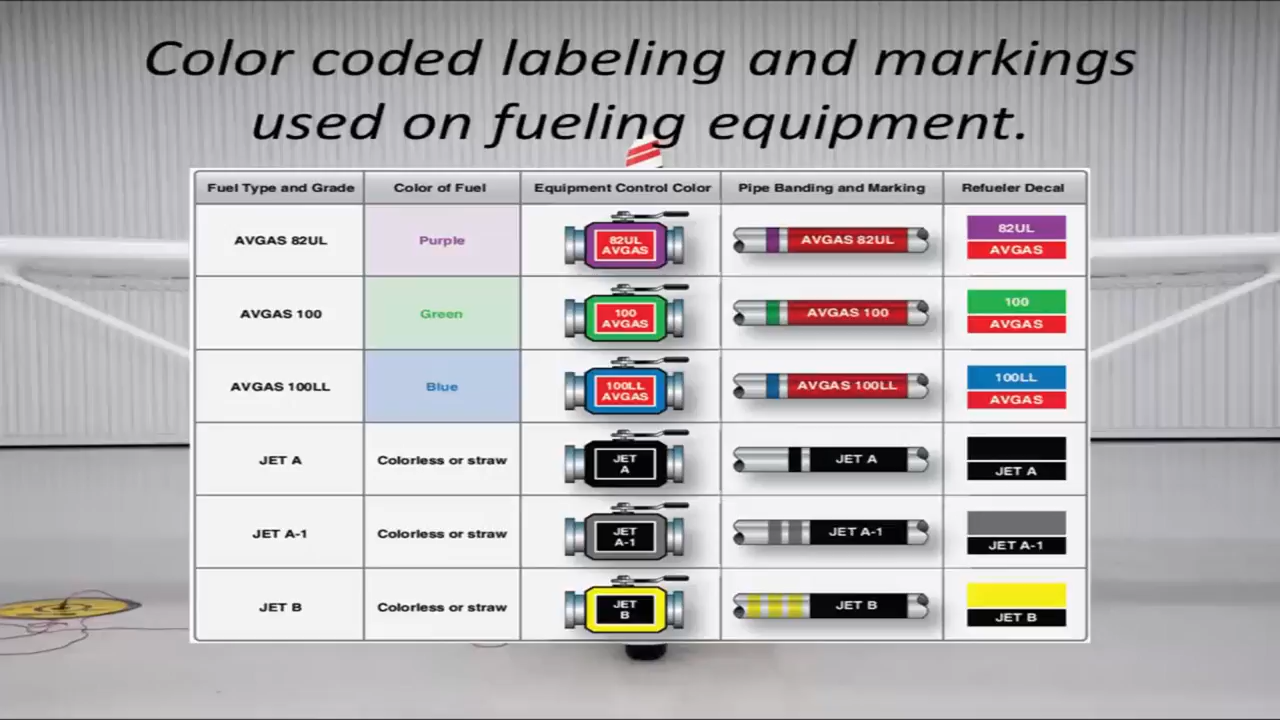 Color coded labeling and markings
used on fueling equipment.
Fuel Type and Grade Color of Fuel Equipment Control Color Pipe Banding and Marking Refueler Decal
AVGAS 82UL
Purple
82UL
AVGAS
AVGAS 82UL
82UL
AVGAS
AVGAS 100
Green
100
AVGAS
AVGAS 100
100
AVGAS
AVGAS 100LL
Blue
100LL
AVGAS
AVGAS 100LL
100LL
AVGAS
JET A
Colorless or straw
JET
A
JET A
JET A
JET A-1
Colorless or straw
JET
A-1
JET A-1
JET A-1
JET B
Colorless or straw
JET
B
JET B
JET B